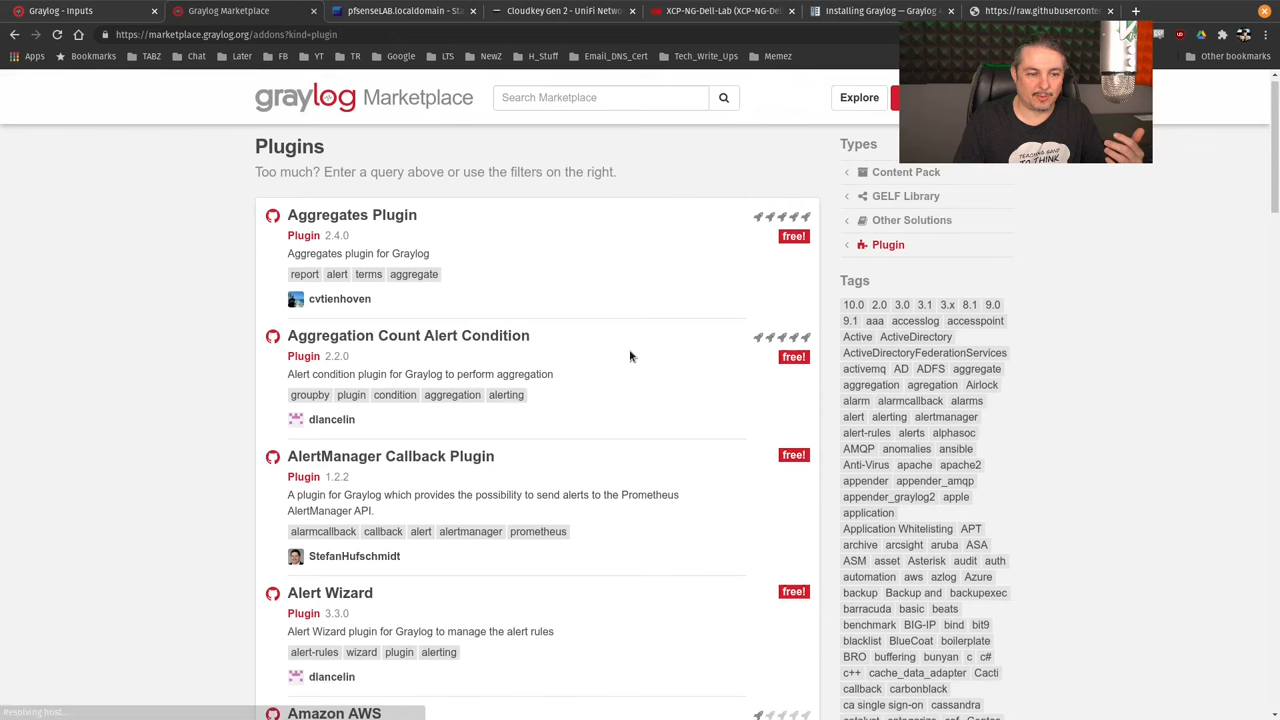 Graylog - Inputs
Graylog Marketplace
pfsenseLAB.localdomain - Sta
UniFi Cloudkey Gen 2 - UniFi Netw
XCP-NG-Dell-Lab (XCP-NG-De
Installing Graylog — Graylog
https://raw.githubuserconte
https://marketplace.graylog.org/addons?kind=plugin
Apps
Bookmarks
TABZ
Chat
Later
FB
YT
TR
Google
NewZ
H_Stuff
Email_DNS_Cert
Tech_Write_Ups
Memez
Other bookmarks
graylog Marketplace
Search Marketplace
Explore
Plugins
Too much? Enter a query above or use the filters on the right.
Aggregates Plugin
free!
Plugin 2.4.0
Aggregates plugin for Graylog
report alert terms aggregate
cvtienhoven
Aggregation Count Alert Condition
free!
Plugin 2.2.0
Alert condition plugin for Graylog to perform aggregation
groupby plugin condition aggregation alerting
dlancelin
AlertManager Callback Plugin
free!
Plugin 1.2.2
A plugin for Graylog which provides the possibility to send alerts to the Prometheus
AlertManager API.
alarmcallback callback alert alertmanager prometheus
StefanHufschmidt
Alert Wizard
free!
Plugin 3.3.0
Alert Wizard plugin for Graylog to manage the alert rules
alert-rules wizard plugin alerting
dlancelin
Amazon AWS
Resolving host...
Types
Content Pack
GELF Library
Other Solutions
Plugin
Tags
10.0 2.0 3.0 3.1 3.x 8.1 9.0
9.1 aaa accesslog accesspoint
Active ActiveDirectory
ActiveDirectoryFederationServices
activemq AD ADFS aggregate
aggregation agregation Airlock
alarm alarmcallback alarms
alert alerting alertmanager
alert-rules alerts alphasoc
AMQP anomalies ansible
Anti-Virus apache apache2
appender appender_amqp
appender_graylog2 apple
application
Application Whitelisting APT
archive arcsight aruba ASA
ASM asset Asterisk audit auth
automation aws azlog Azure
backup Backup and backupexec
barracuda basic beats
benchmark BIG-IP bind bit9
blacklist BlueCoat boilerplate
BRO buffering bunyan c c#
c++ cache_data_adapter Cacti
callback carbonblack
ca single sign-on cassandra
TO THINK